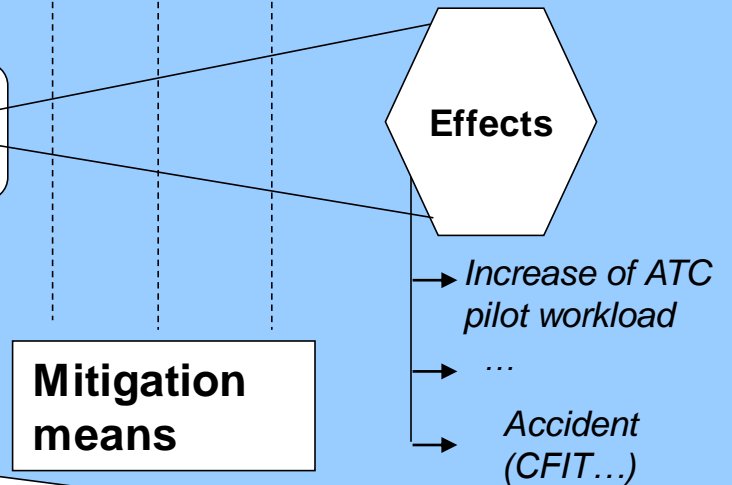 Effects
Increase of ATC
pilot workload
…
Mitigation
means
Accident
(CFIT…)